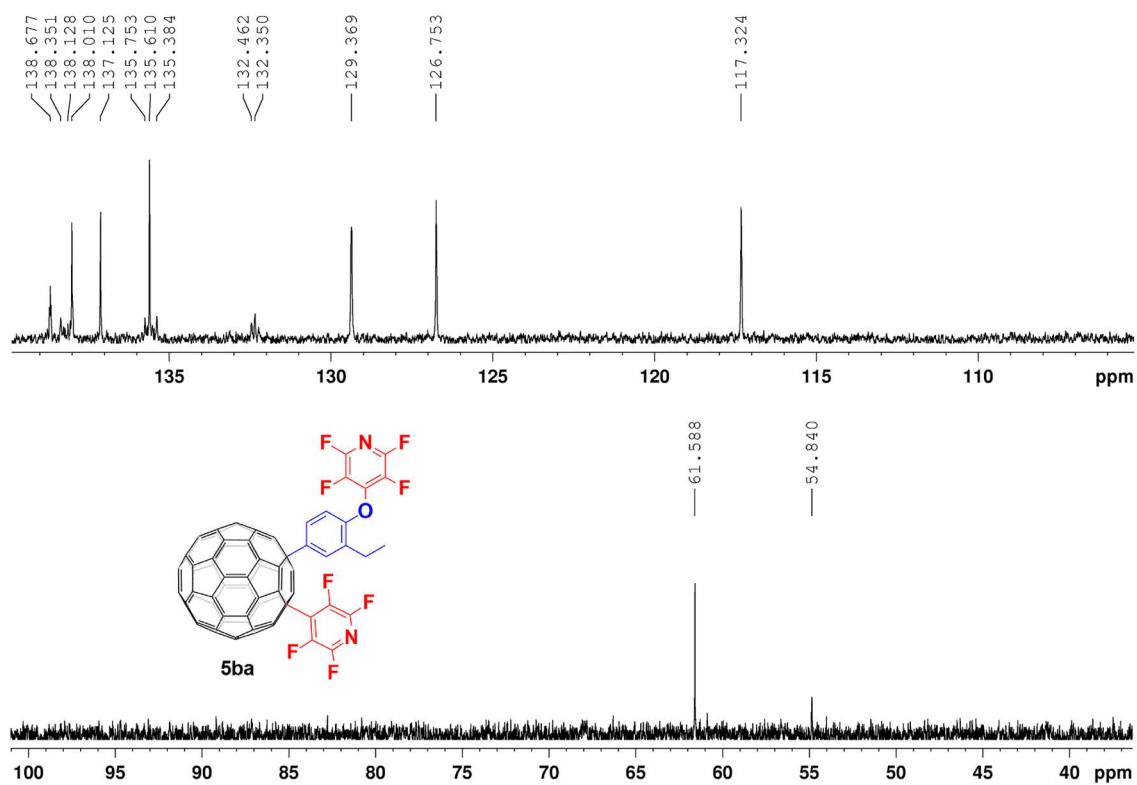 138.677
138.351
138.128
138.010
137.125
135.753
135.610
135.384
132.462
132.350
129.369
126.753
117.324
135 130 125 120 115 110 ppm
61.588
54.840
F N F
F F
O
F
F
F N
F
5ba
100 95 90 85 80 75 70 65 60 55 50 45 40 ppm